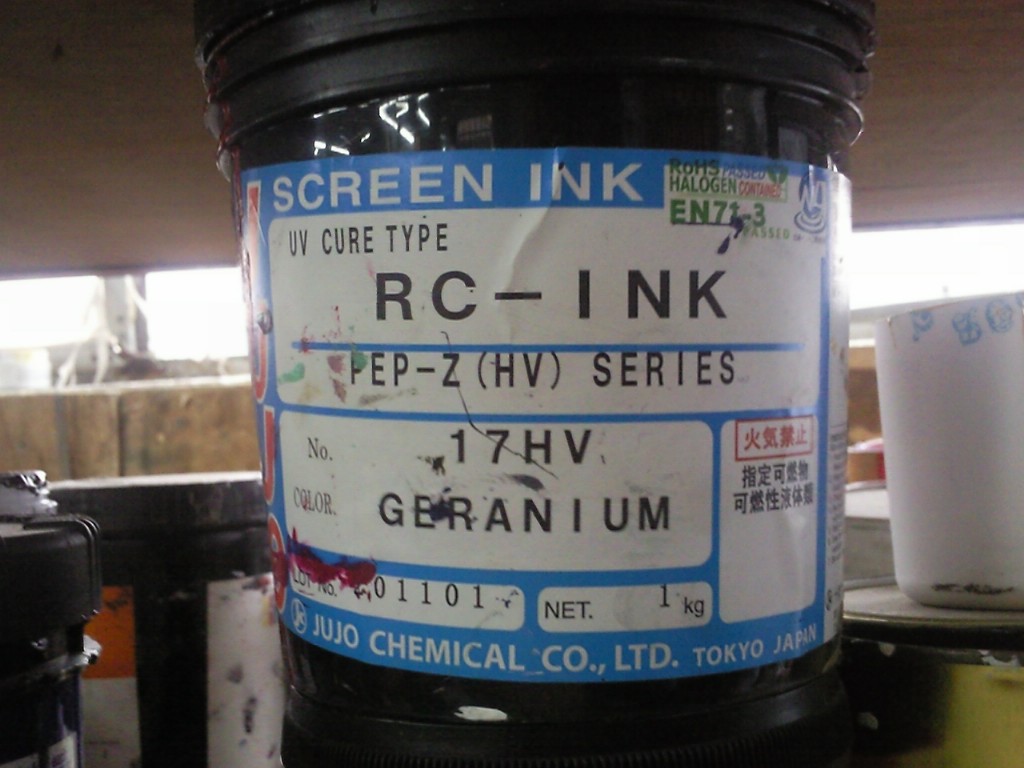 SCREEN INK
RoHS PASSED
HALOGEN CONTAINED
EN71-3
PASSED
UV CURE TYPE
RC-INK
PEP-Z(HV) SERIES
No. 17HV
COLOR. GERANIUM
火気禁止
指定可燃物
可燃性液体類
LOT No. 01101
NET. 1 kg
JUJO CHEMICAL CO., LTD. TOKYO JAPAN